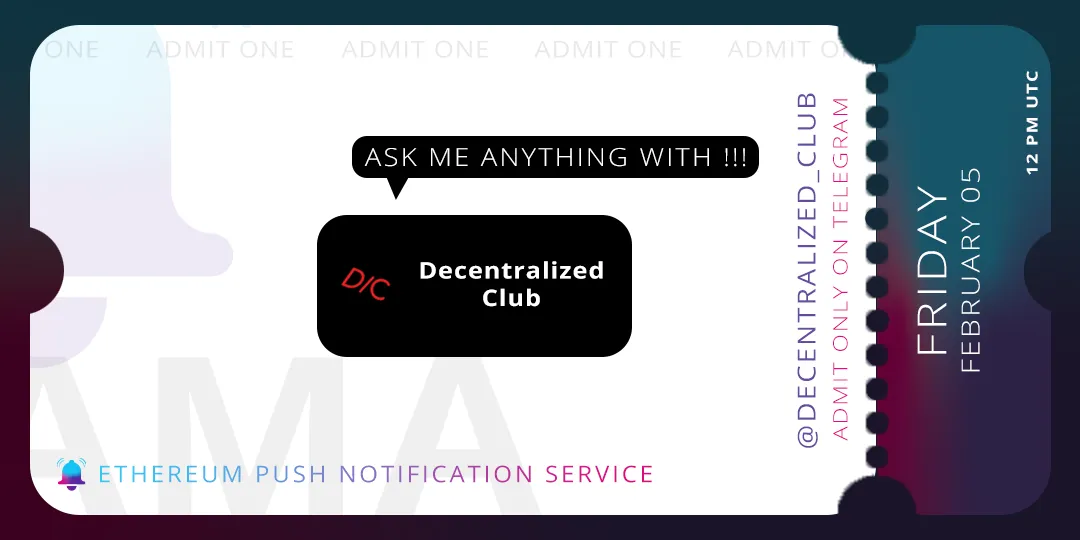 ONE ADMIT ONE ADMIT ONE ADMIT ONE ADMIT O
ASK ME ANYTHING WITH !!!
D/C
Decentralized
Club
AMA
ETHEREUM PUSH NOTIFICATION SERVICE
@DECENTRALIZED_CLUB
ADMIT ONLY ON TELEGRAM
FRIDAY
FEBRUARY 05
12 PM UTC